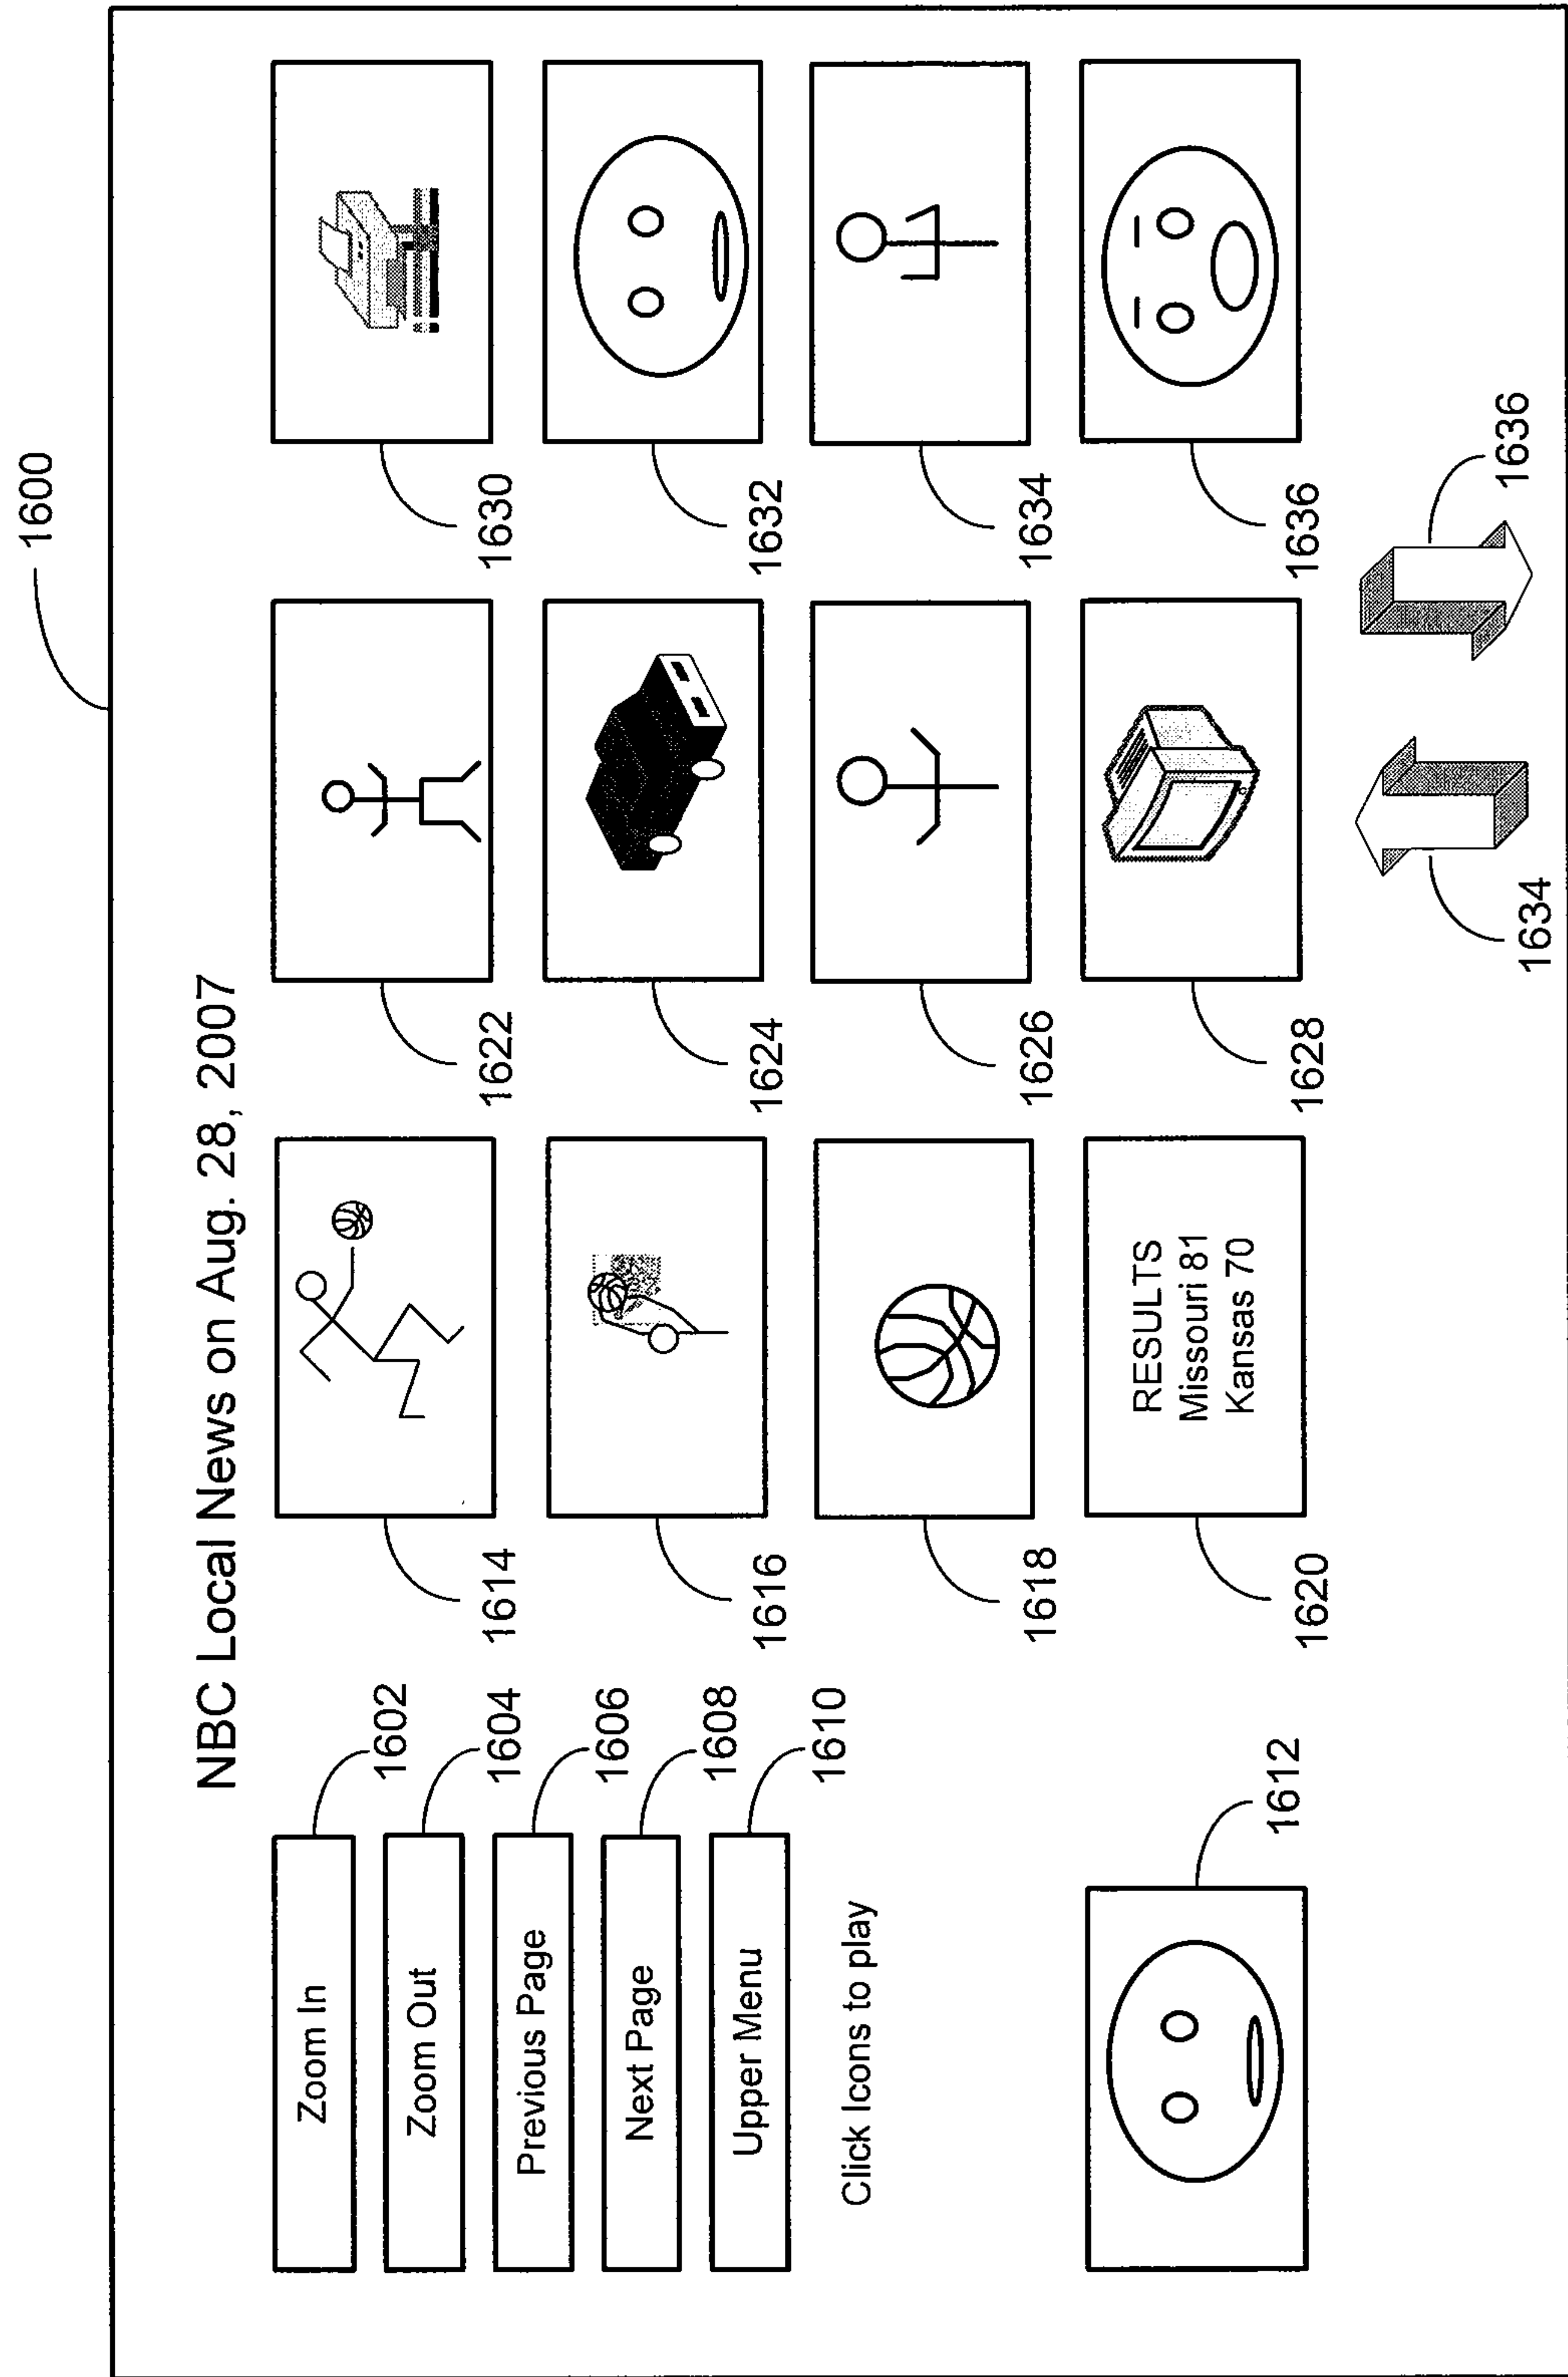 1600
NBC Local News on Aug. 28, 2007
Zoom In
1602
Zoom Out
1604
Previous Page
1606
Next Page
1608
Upper Menu
1610
Click Icons to play
1612
1614
1616
1618
RESULTS
Missouri 81
Kansas 70
1620
1622
1624
1626
1628
1630
1632
1634
1636
1634
1636